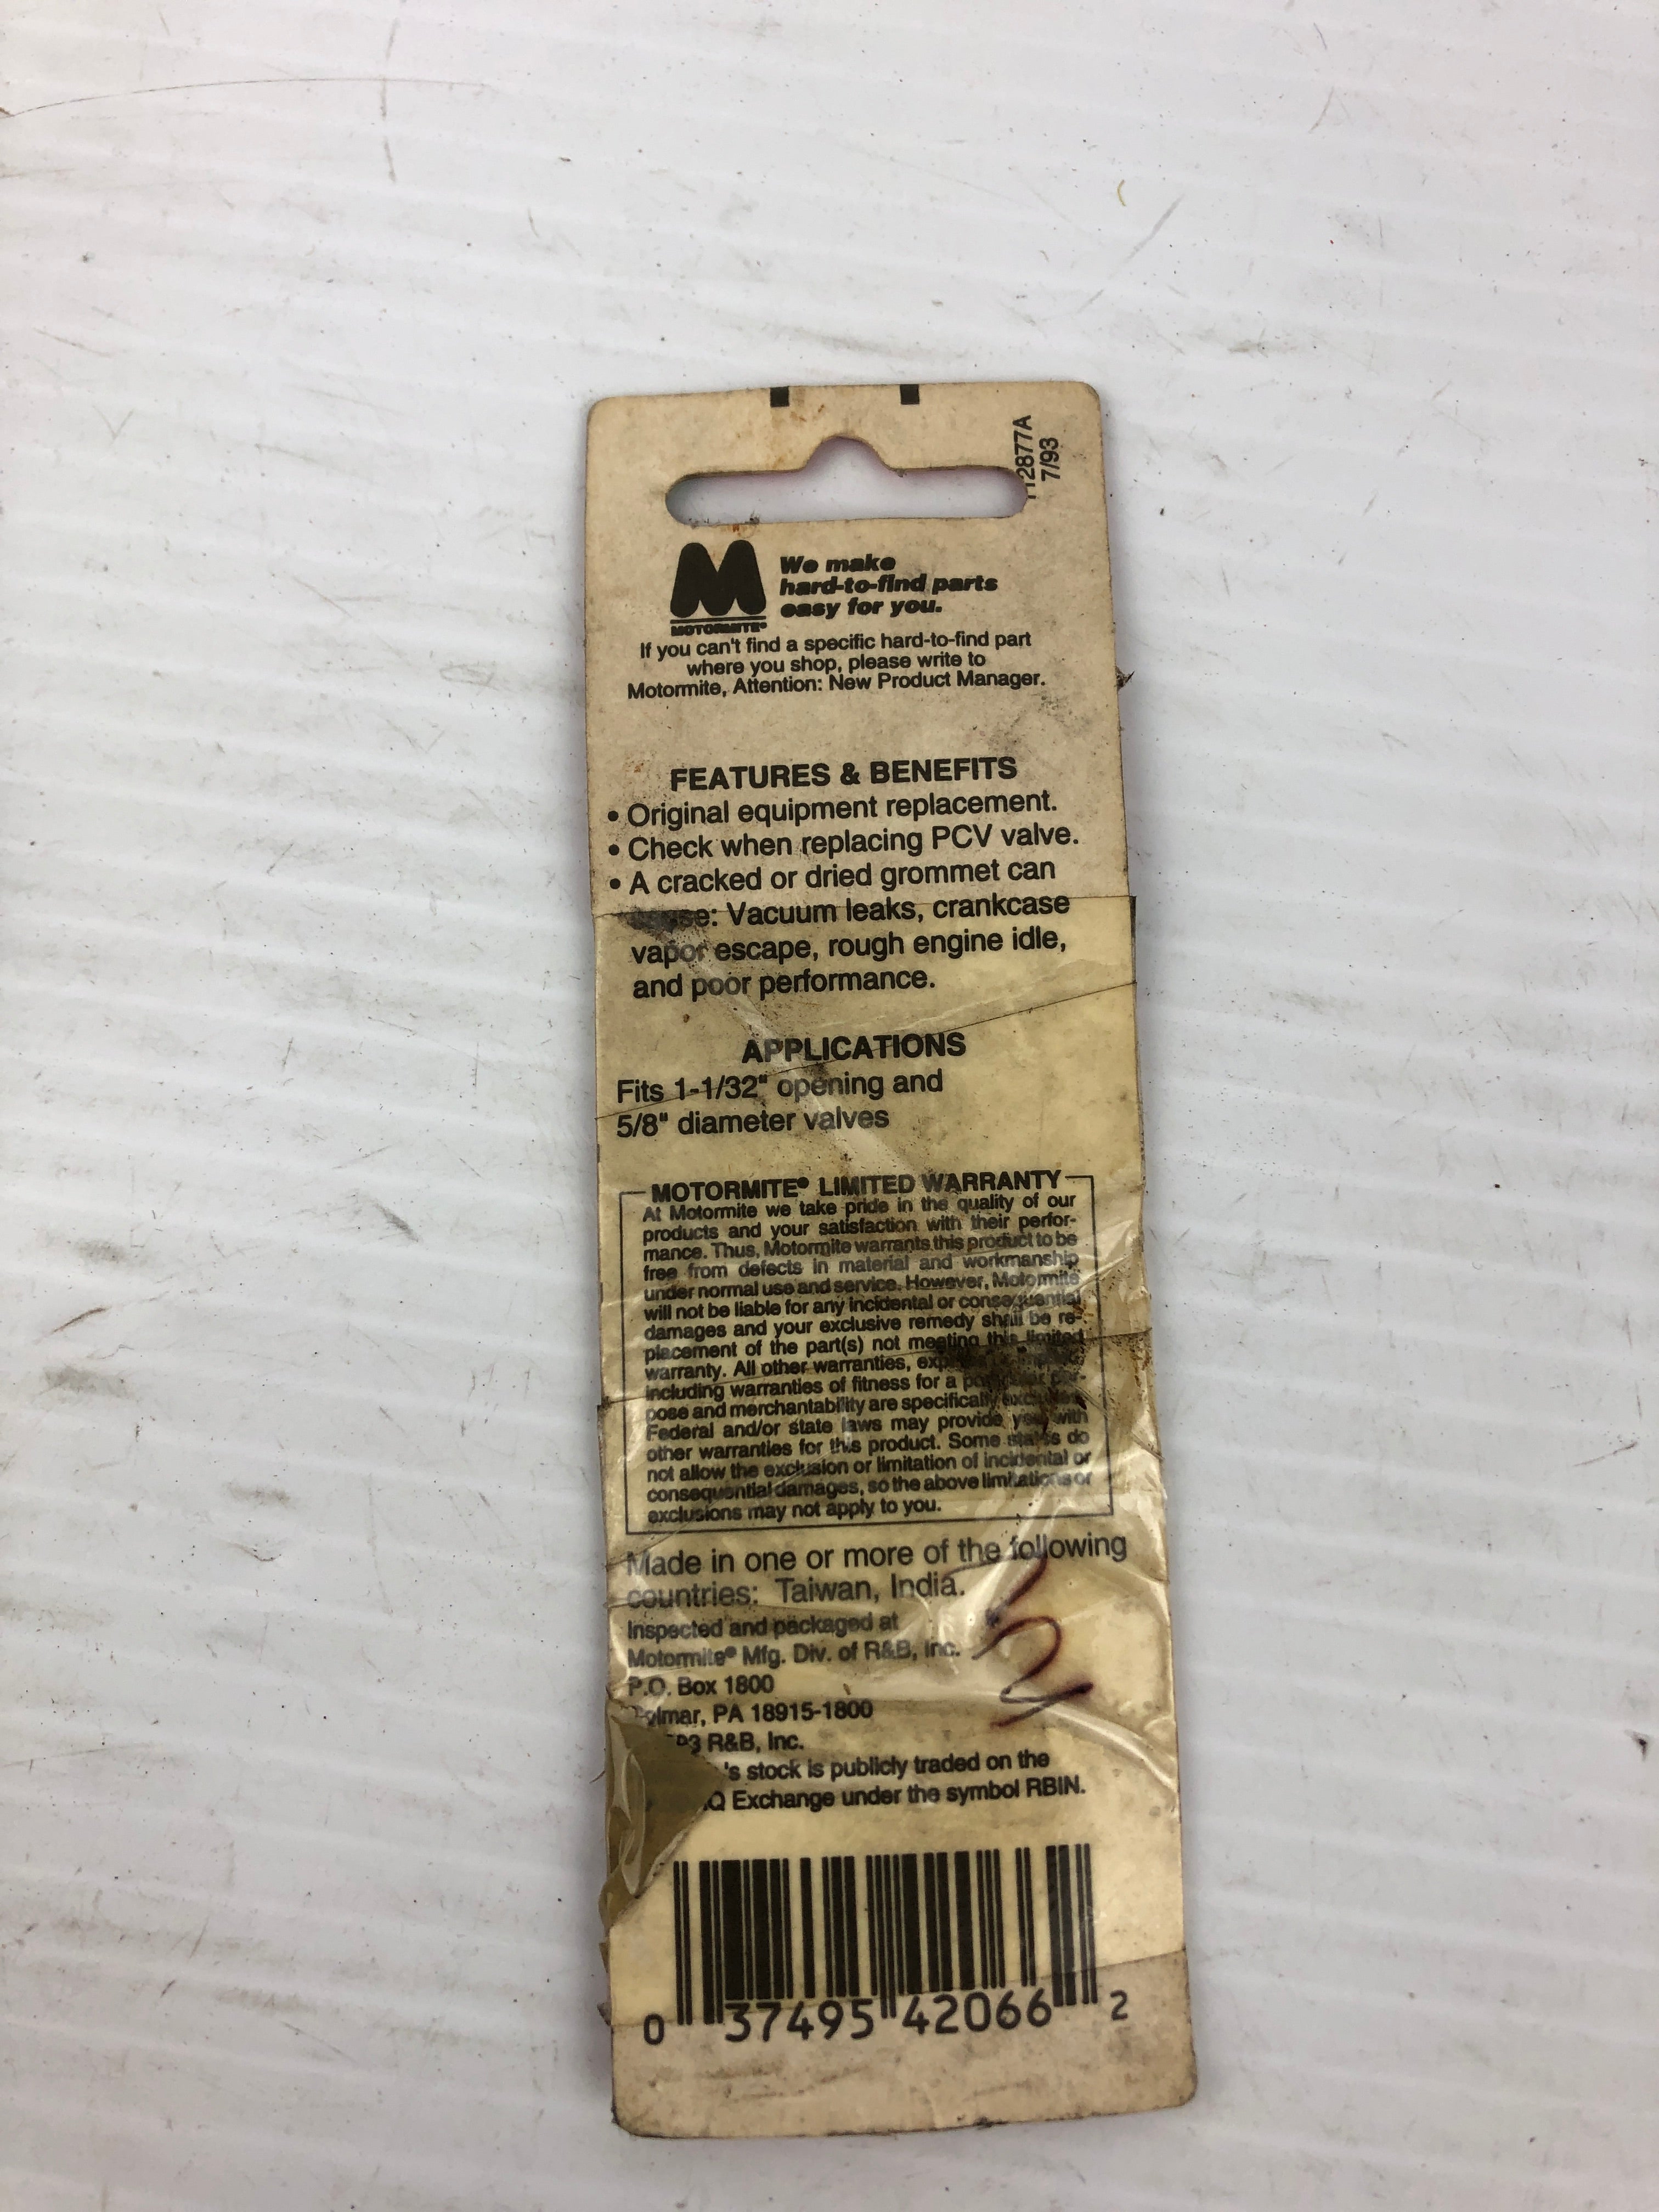 12877A
7/93
We make
hard-to-find parts
easy for you.
MOTORMITE®
If you can't find a specific hard-to-find part
where you shop, please write to
Motormite, Attention: New Product Manager.
FEATURES & BENEFITS
• Original equipment replacement.
• Check when replacing PCV valve.
• A cracked or dried grommet can
Vacuum leaks, crankcase
vapor escape, rough engine idle,
and poor performance.
APPLICATIONS
Fits 1-1/32" opening and
5/8" diameter valves
MOTORMITE® LIMITED WARRANTY
At Motormite we take pride in the quality of our
products and your satisfaction with their perfor-
mance. Thus, Motormite warrants this product to be
free from defects in material and workmanship
under normal use and service. However, Motormite
will not be liable for any incidental or consequential
damages and your exclusive remedy shall be re-
placement of the part(s) not meeting this limited
warranty. All other warranties,
including warranties of fitness for a pur-
pose and merchantability are specifically
Federal and/or state laws may provide you with
other warranties for this product. Some states do
not allow the exclusion or limitation of incidental or
consequential damages, so the above limitations or
exclusions may not apply to you.
Made in one or more of the following
countries: Taiwan, India.
Inspected and packaged at
Motormite® Mfg. Div. of R&B, Inc.
P.O. Box 1800
Colmar, PA 18915-1800
R&B, Inc.
's stock is publicly traded on the
Exchange under the symbol RBIN.
0 37495 42066 2